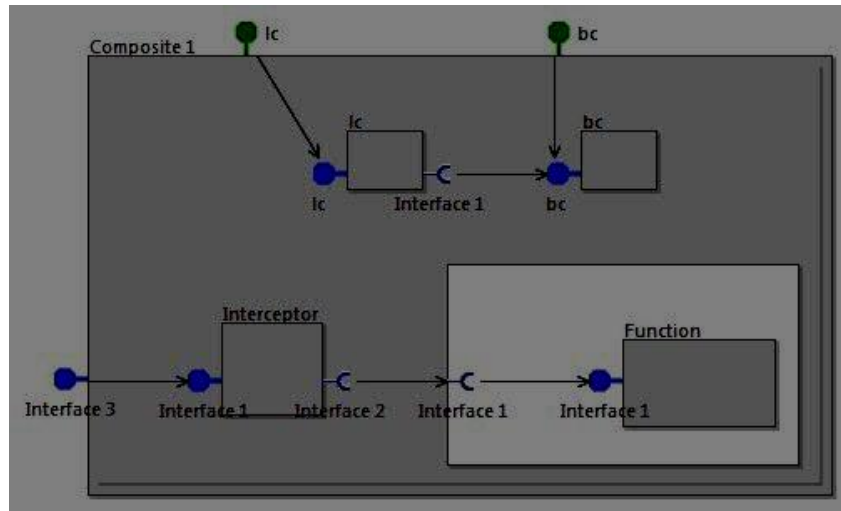 lc
bc
Composite 1
lc
bc
lc
Interface 1
bc
Interceptor
Function
Interface 3
Interface 1
Interface 2
Interface 1
Interface 1